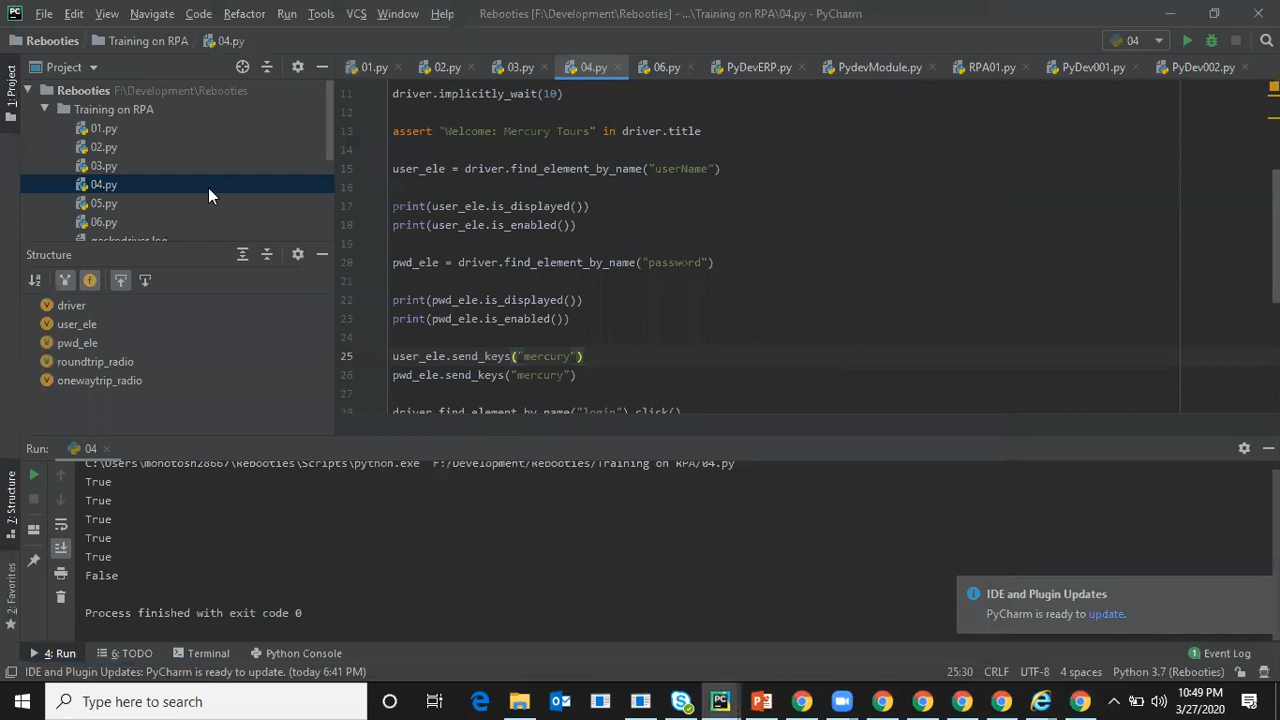 File Edit View Navigate Code Refactor Run Tools VCS Window Help Rebooties [F:\Development\Rebooties] - ...\Training on RPA\04.py - PyCharm
Rebooties Training on RPA 04.py 04
1: Project
Project 01.py 02.py 03.py 04.py 06.py PyDevERP.py PydevModule.py RPA01.py PyDev001.py PyDev002.py
Rebooties F:\Development\Rebooties
Training on RPA
01.py
02.py
03.py
04.py
05.py
06.py
geckodriver.log
Structure
driver
user_ele
pwd_ele
roundtrip_radio
onewaytrip_radio
11 driver.implicitly_wait(10)
12
13 assert "Welcome: Mercury Tours" in driver.title
14
15 user_ele = driver.find_element_by_name("userName")
16
17 print(user_ele.is_displayed())
18 print(user_ele.is_enabled())
19
20 pwd_ele = driver.find_element_by_name("password")
21
22 print(pwd_ele.is_displayed())
23 print(pwd_ele.is_enabled())
24
25 user_ele.send_keys("mercury")
26 pwd_ele.send_keys("mercury")
27
28 driver.find_element_by_name("login").click()
Run: 04
C:\Users\monotosh28667\Rebooties\Scripts\python.exe "F:/Development/Rebooties/Training on RPA/04.py"
True
True
True
True
True
False
Process finished with exit code 0
7: Structure
2: Favorites
IDE and Plugin Updates
PyCharm is ready to update.
4: Run 6: TODO Terminal Python Console 1 Event Log
IDE and Plugin Updates: PyCharm is ready to update. (today 6:41 PM) 25:30 CRLF UTF-8 4 spaces Python 3.7 (Rebooties)
Type here to search
10:49 PM
3/27/2020